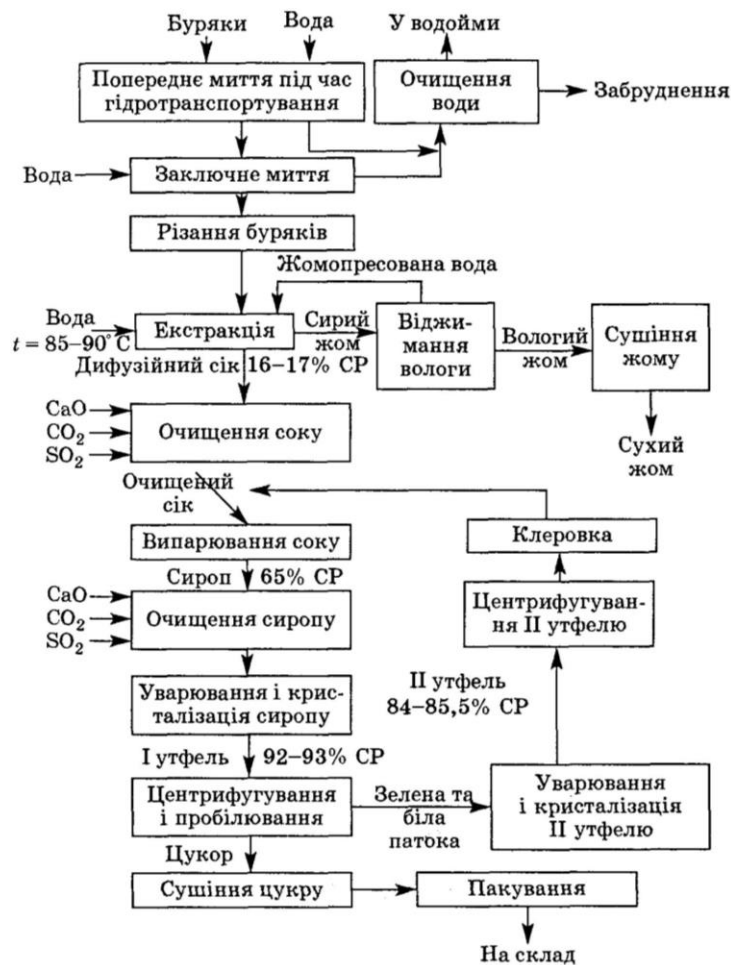 Буряки
Вода
У водойми
Попереднє миття під час
гідротранспортування
Очищення
води
Забруднення
Вода
Заключне миття
Різання буряків
Жомопресована вода
Вода
t = 85–90°C
Екстракція
Сирий
жом
Віджи-
мання
вологи
Вологий
жом
Сушіння
жому
Дифузійний сік 16–17% СР
CaO
CO₂
SO₂
Очищення соку
Сухий
жом
Очищений
сік
Клеровка
Випарювання соку
Сироп 65% СР
CaO
CO₂
SO₂
Очищення сиропу
Центрифугуван-
ня II утфелю
Уварювання і крис-
талізація сиропу
II утфель
84–85,5% СР
I утфель 92–93% СР
Центрифугування
і пробілювання
Зелена та
біла
патока
Уварювання
і кристалізація
II утфелю
Цукор
Сушіння цукру
Пакування
На склад